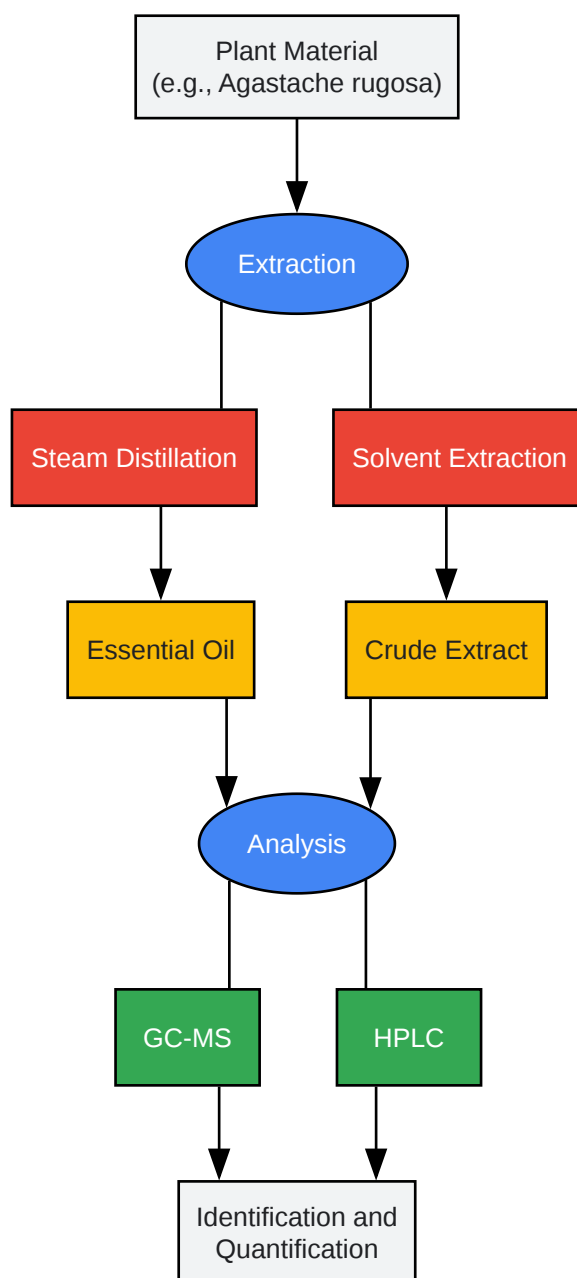 Plant Material
(e.g., Agastache rugosa)
Extraction
Steam Distillation
Solvent Extraction
Essential Oil
Crude Extract
Analysis
GC-MS
HPLC
Identification and
Quantification